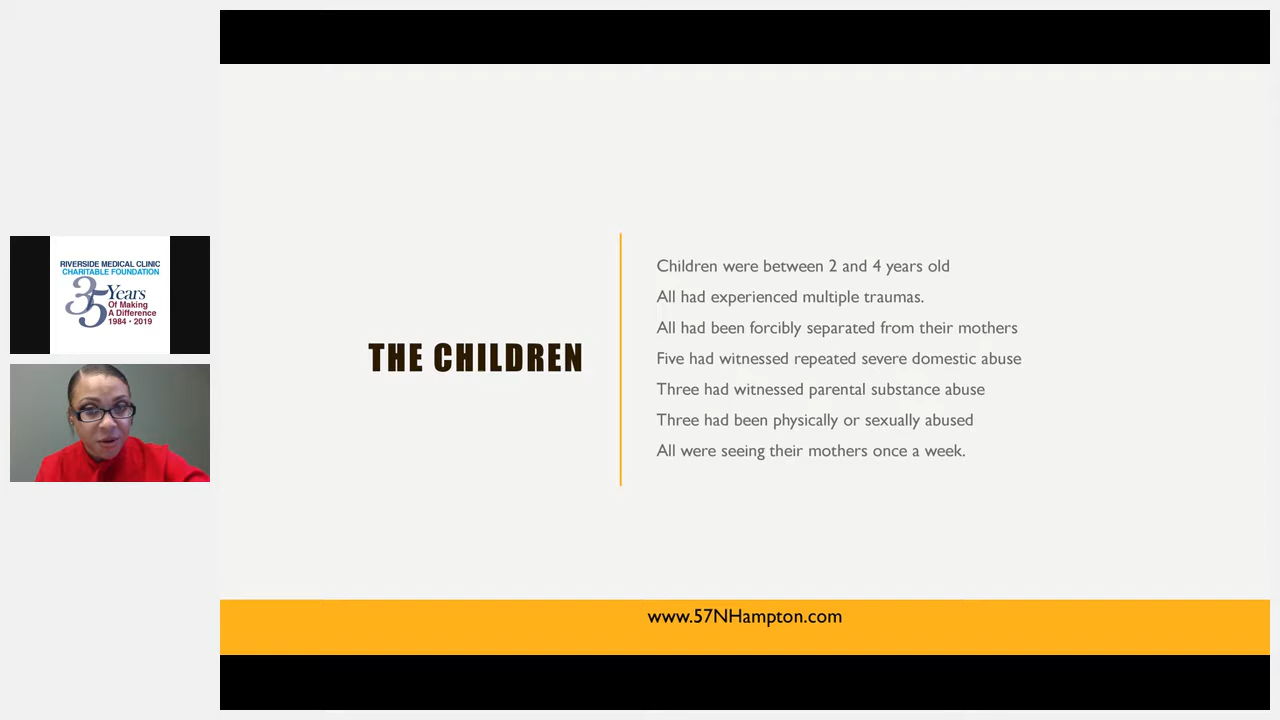 RIVERSIDE MEDICAL CLINIC
CHARITABLE FOUNDATION
35 Years
Of Making
A Difference
1984 • 2019
THE CHILDREN
Children were between 2 and 4 years old
All had experienced multiple traumas.
All had been forcibly separated from their mothers
Five had witnessed repeated severe domestic abuse
Three had witnessed parental substance abuse
Three had been physically or sexually abused
All were seeing their mothers once a week.
www.57NHampton.com